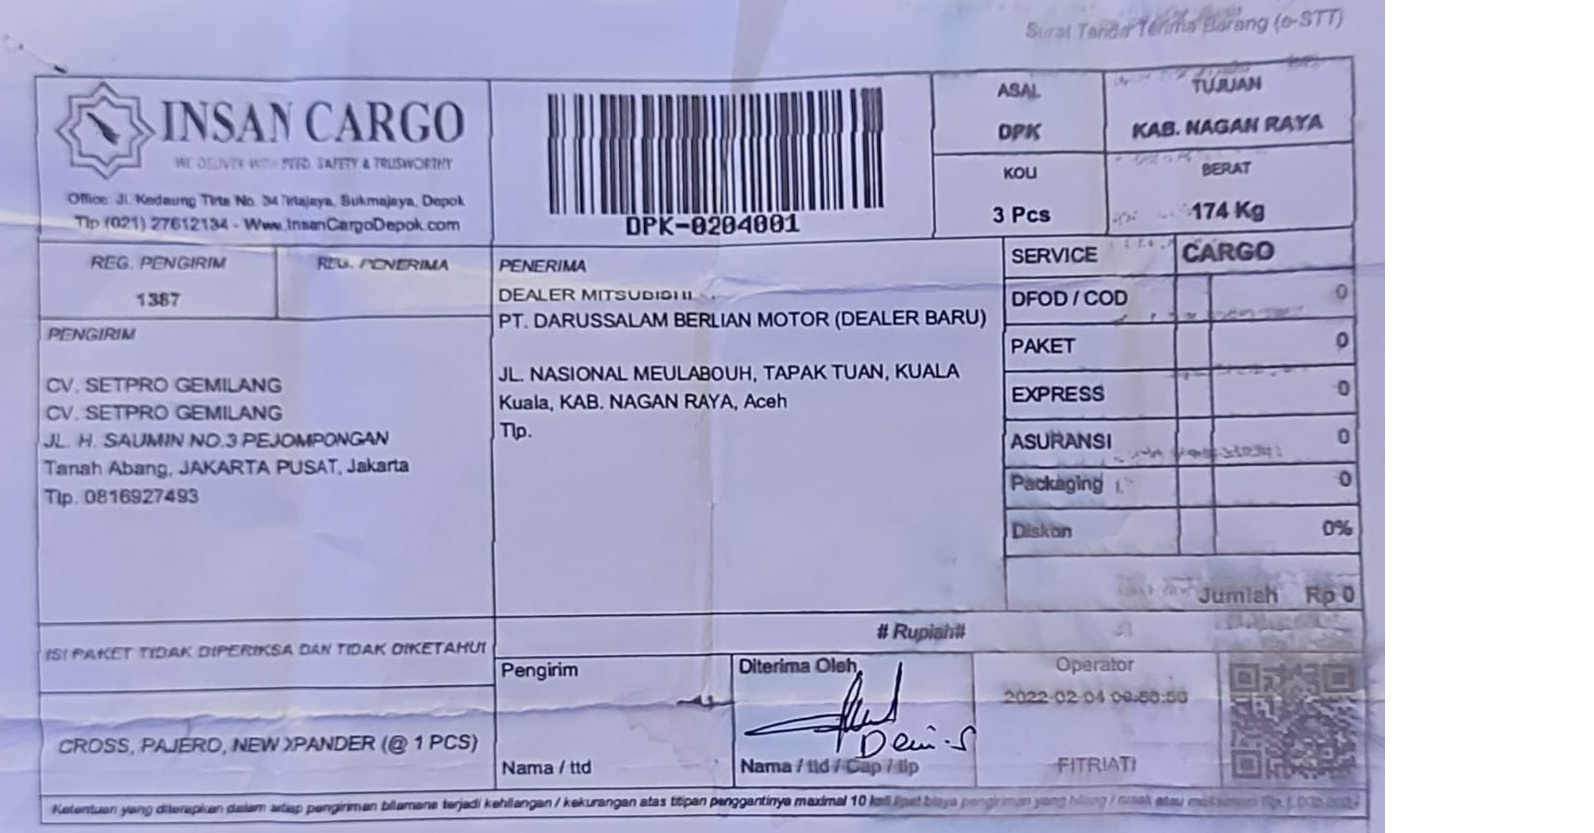 Surat Tanda Terima Barang (e-STT)
INSAN CARGO
WE DELIVER WITH SPEED, SAFETY & TRUSWORTHY
Office: Jl. Kedaung Tirta No. 34 Tirtajaya, Sukmajaya, Depok
Tlp (021) 27612134 - Www.InsanCargoDepok.com
DPK-0204001
ASAL
DPK
TUJUAN
KAB. NAGAN RAYA
KOLI
3 Pcs
BERAT
174 Kg
REG. PENGIRIM
1387
REG. PENERIMA
PENGIRIM
CV. SETPRO GEMILANG
CV. SETPRO GEMILANG
JL. H. SAUMIN NO.3 PEJOMPONGAN
Tanah Abang, JAKARTA PUSAT, Jakarta
Tlp. 0816927493
PENERIMA
DEALER MITSUBISHI
PT. DARUSSALAM BERLIAN MOTOR (DEALER BARU)
JL. NASIONAL MEULABOUH, TAPAK TUAN, KUALA
Kuala, KAB. NAGAN RAYA, Aceh
Tlp.
SERVICE CARGO
DFOD / COD 0
PAKET 0
EXPRESS 0
ASURANSI 0
Packaging 0
Diskon 0%
Jumlah Rp 0
# Rupiah#
ISI PAKET TIDAK DIPERIKSA DAN TIDAK DIKETAHUI
CROSS, PAJERO, NEW XPANDER (@ 1 PCS)
Pengirim
Nama / ttd
Diterima Oleh,
Deni-S
Nama / ttd / Cap / tlp
Operator
2022-02-04
FITRIATI
Ketentuan yang diterapkan dalam setiap pengiriman bilamana terjadi kehilangan / kekurangan atas titipan penggantinya maximal 10 kali lipat biaya pengiriman yang hilang / rusak atau maksimum Rp.